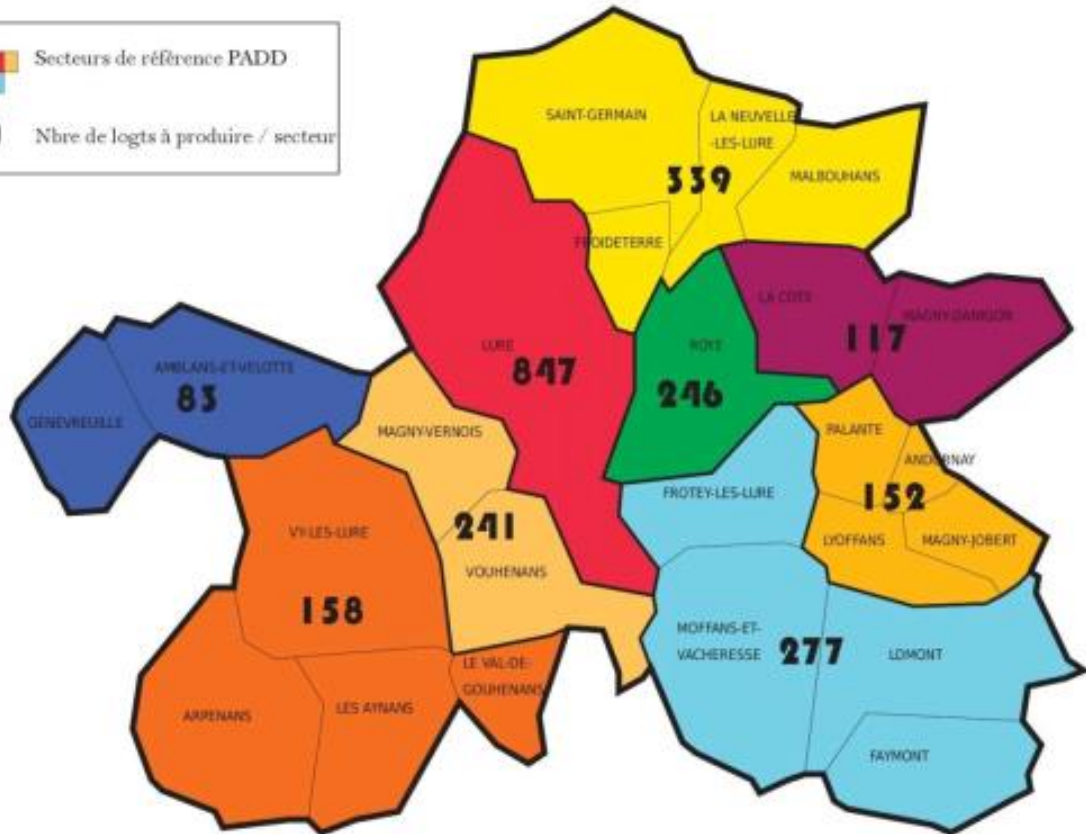 Secteurs de référence PADD
Nbre de logts à produire / secteur
SAINT-GERMAIN
LA NEUVELLE
-LES-LURE
339
MALBOUHANS
FROIDETERRE
LA COTE
MAGNY-DANIGON
117
LURE
847
ROYE
246
AMBLANS-ET-VELOTTE
83
GENEVREUILLE
MAGNY-VERNOIS
241
VOUHENANS
PALANTE
ANDORNAY
152
LYOFFANS
MAGNY-JOBERT
FROTEY-LES-LURE
VY-LES-LURE
158
MOFFANS-ET-
VACHERESSE
277
LOMONT
LE VAL-DE-
GOUHENANS
ARPENANS
LES AYNANS
FAYMONT